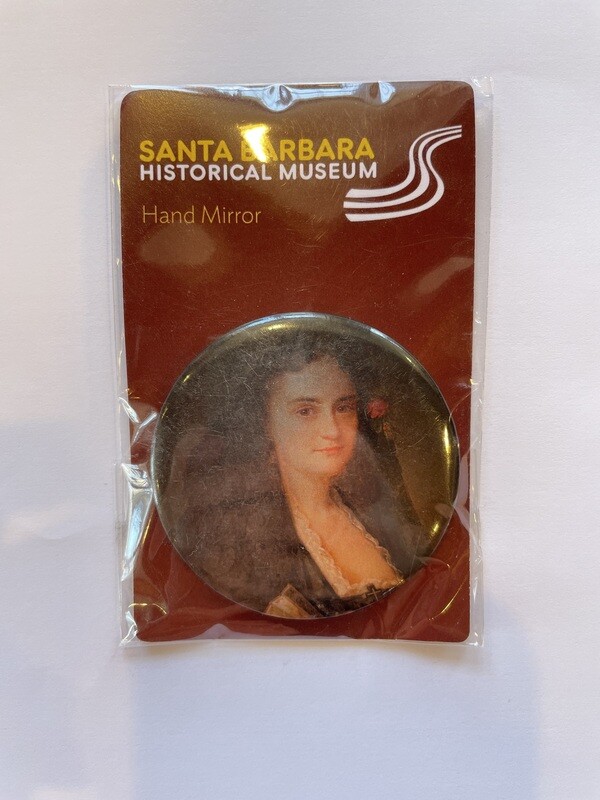 SANTA BARBARA
HISTORICAL MUSEUM
Hand Mirror